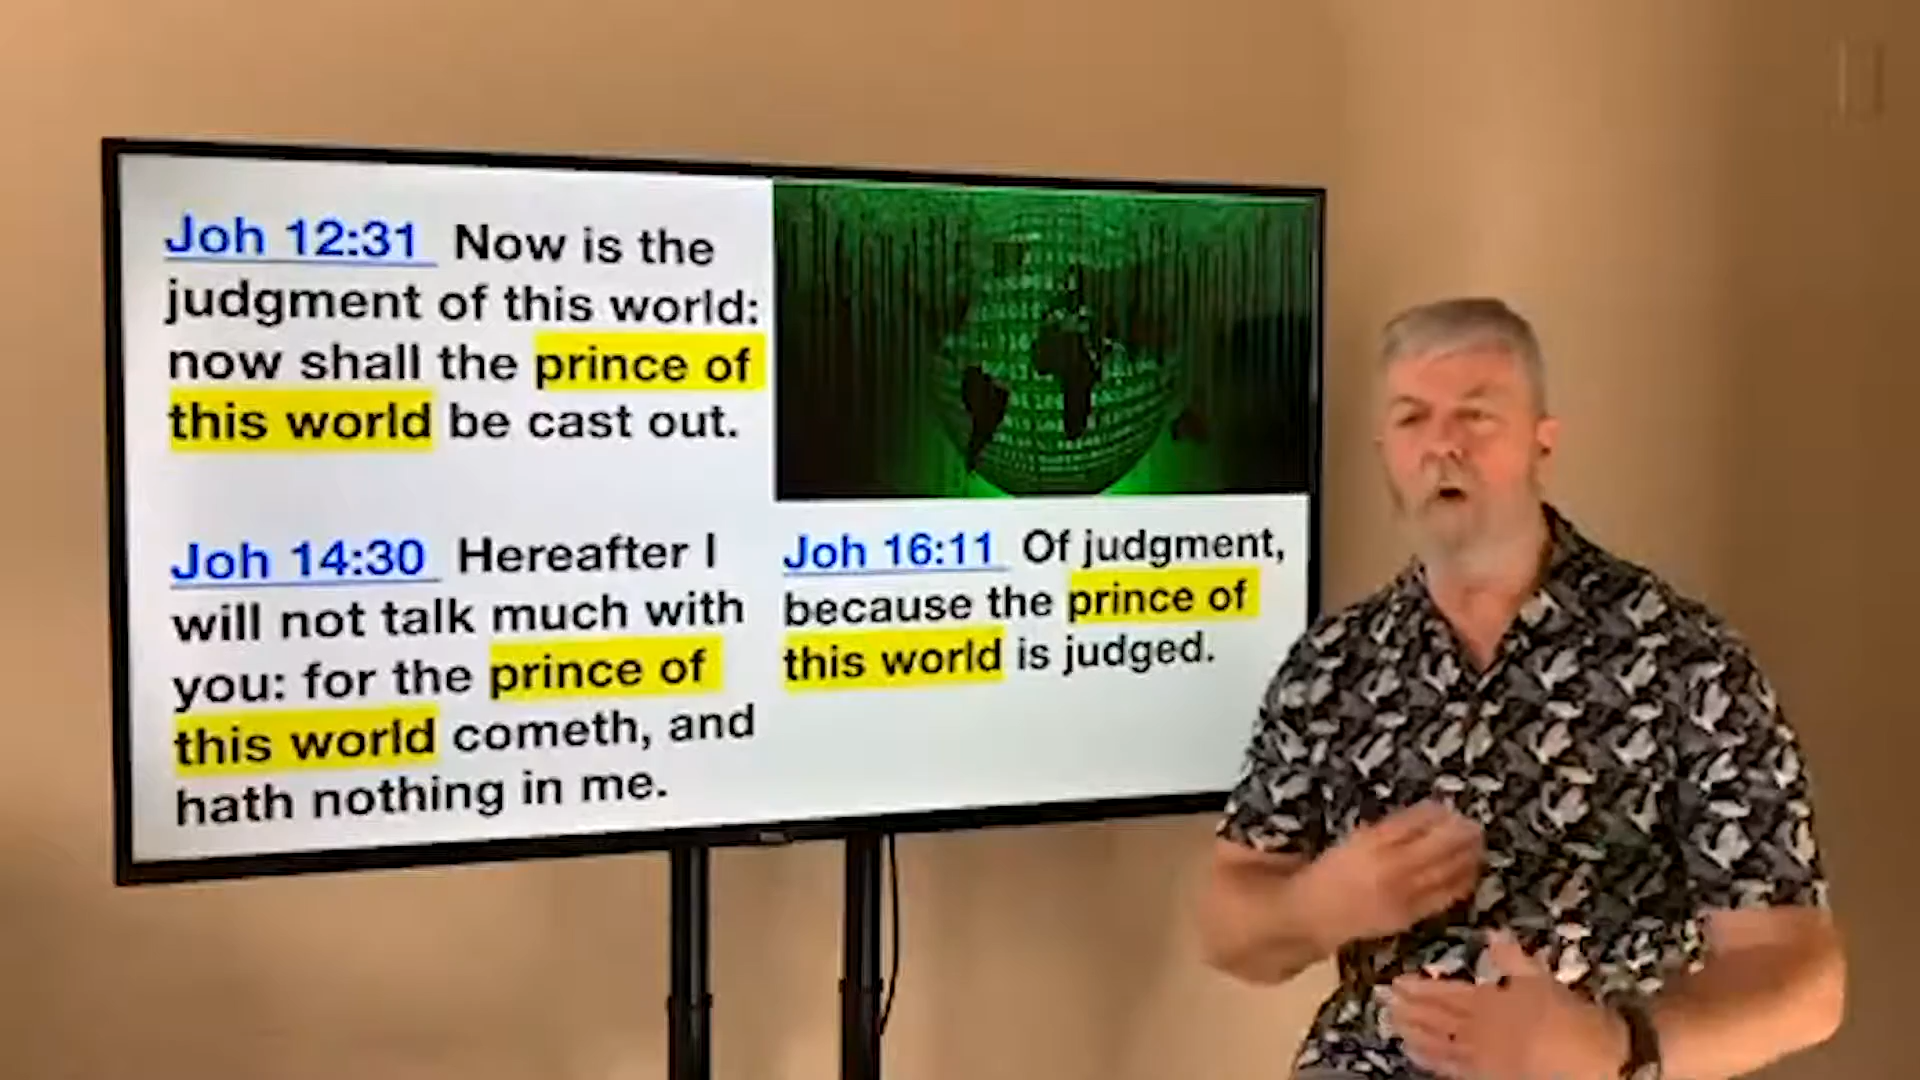 Joh 12:31 Now is the
judgment of this world:
now shall the prince of
this world be cast out.
Joh 14:30 Hereafter I
will not talk much with
you: for the prince of
this world cometh, and
hath nothing in me.
Joh 16:11 Of judgment,
because the prince of
this world is judged.